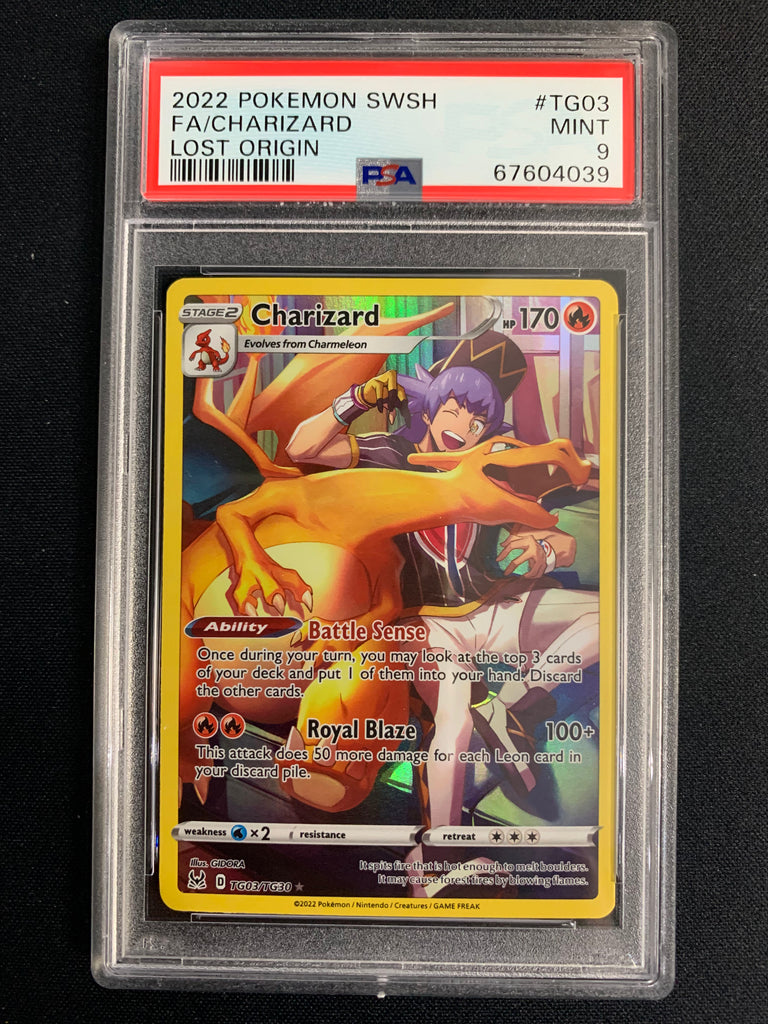 2022 POKEMON SWSH #TG03
FA/CHARIZARD MINT
LOST ORIGIN 9
PSA 67604039
STAGE 2 Charizard HP 170
Evolves from Charmeleon
Ability Battle Sense
Once during your turn, you may look at the top 3 cards
of your deck and put 1 of them into your hand. Discard
the other cards.
Royal Blaze 100+
This attack does 50 more damage for each Leon card in
your discard pile.
weakness ×2 resistance retreat
Illus. GIDORA
It spits fire that is hot enough to melt boulders.
It may cause forest fires by blowing flames.
D TG03/TG30 ★
©2022 Pokémon / Nintendo / Creatures / GAME FREAK